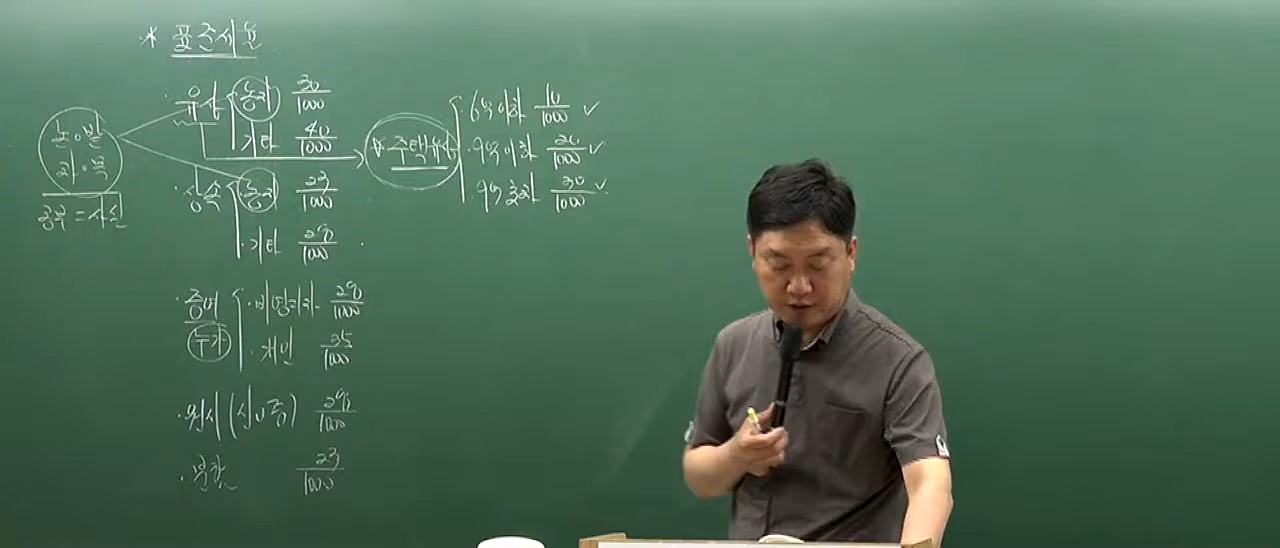 * 표준세율
· 유상 농지 30/1000
기타 40/1000
논·밭
과·목
공부=사실
주택유상
6억이하 10/1000 ✓
· 9억이하 20/1000 ✓
· 9억초과 30/1000 ✓
· 상속 농지 23/1000
· 기타 28/1000
· 증여 · 비영리 28/1000
누가 · 개인 35/1000
· 원시 (신·증) 28/1000
· 분할 23/1000